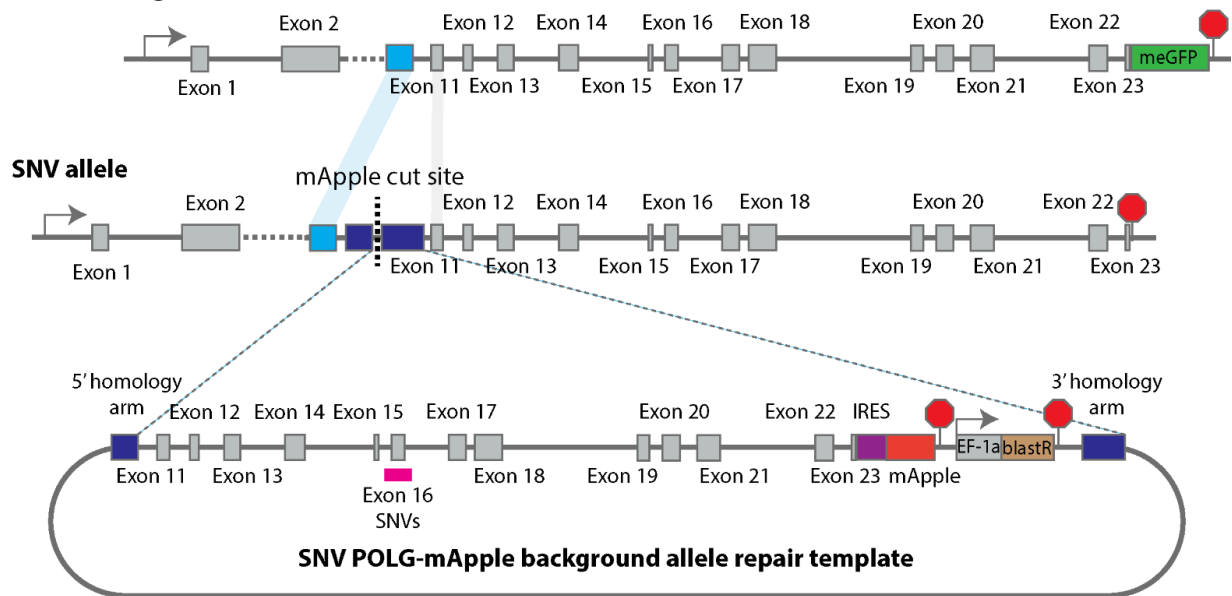 Exon 2 Exon 12 Exon 14 Exon 16 Exon 18 Exon 20 Exon 22
meGFP
Exon 1 Exon 11 Exon 13 Exon 15 Exon 17 Exon 19 Exon 21 Exon 23
SNV allele
mApple cut site
Exon 2 Exon 12 Exon 14 Exon 16 Exon 18 Exon 20 Exon 22
Exon 1 Exon 11 Exon 13 Exon 15 Exon 17 Exon 19 Exon 21 Exon 23
5' homology
arm
3' homology
arm
Exon 12 Exon 14 Exon 15 Exon 17 Exon 20 Exon 22 IRES
EF-1a blastR
Exon 11 Exon 13 Exon 18 Exon 19 Exon 21 Exon 23 mApple
Exon 16
SNVs
SNV POLG-mApple background allele repair template